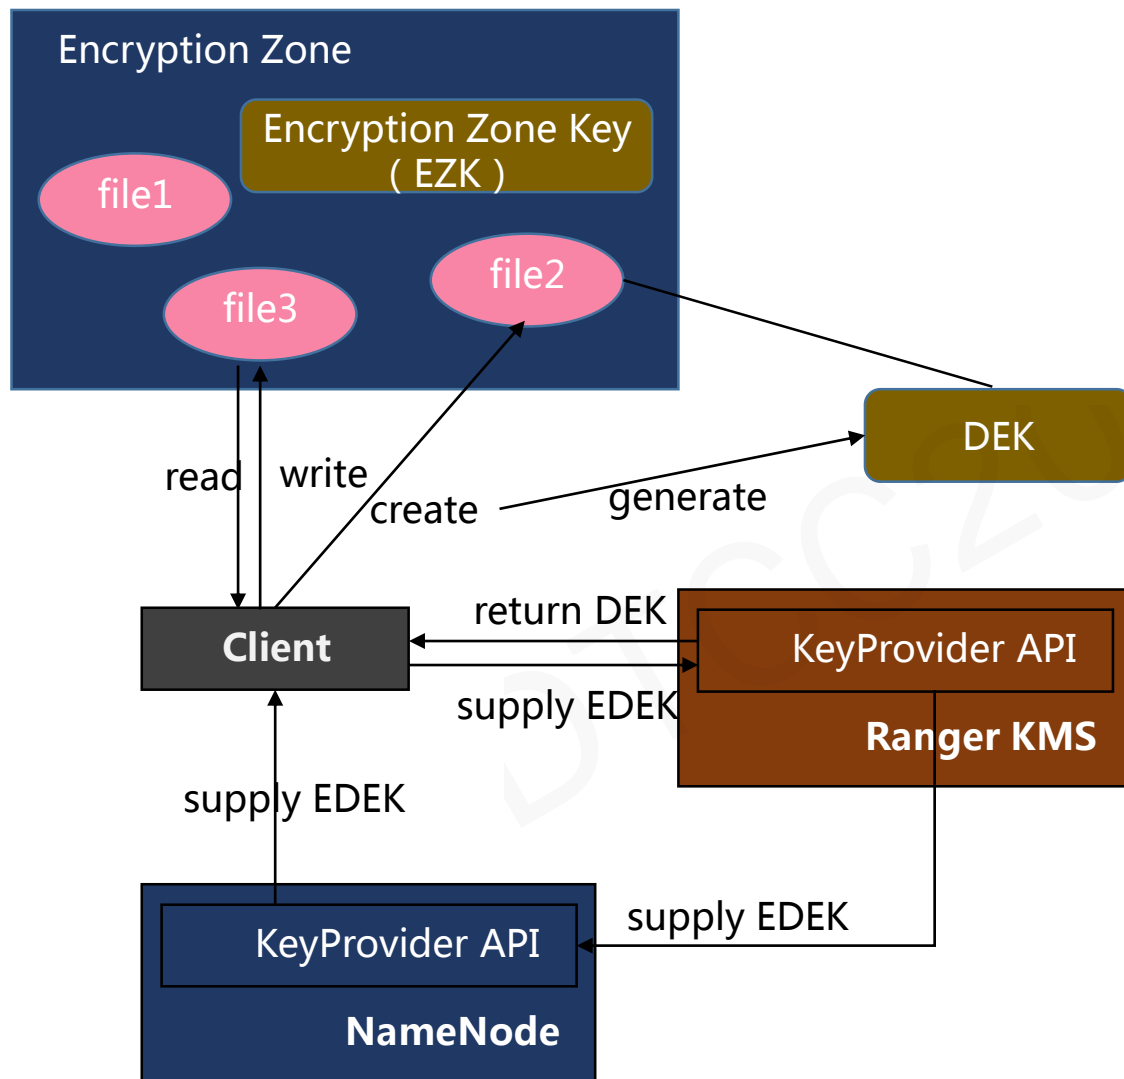 Encryption Zone
Encryption Zone Key
( EZK )
file1
file2
file3
DEK
read
write
create
generate
return DEK
Client
KeyProvider API
supply EDEK
Ranger KMS
supply EDEK
supply EDEK
KeyProvider API
NameNode